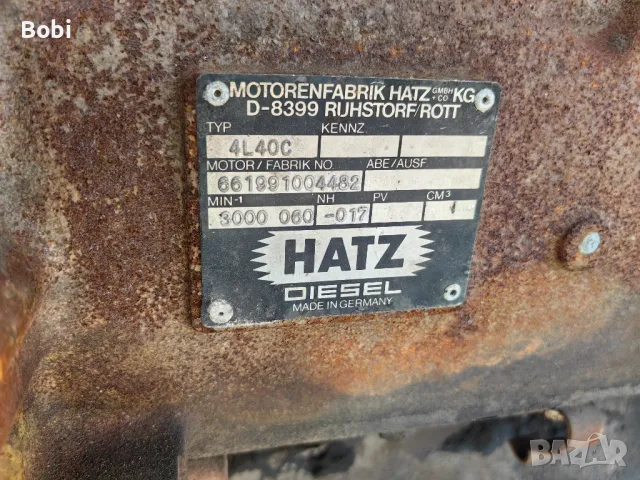 Bobi
MOTORENFABRIK HATZ GMBH + CO KG
D-8399 RUHSTORF/ROTT
TYP KENNZ.
4L40C
MOTOR/FABRIK NO. ABE/AUSF.
661991004482
MIN-1 NH PV CM3
3000 060 -017
HATZ
DIESEL
MADE IN GERMANY
BAZAR